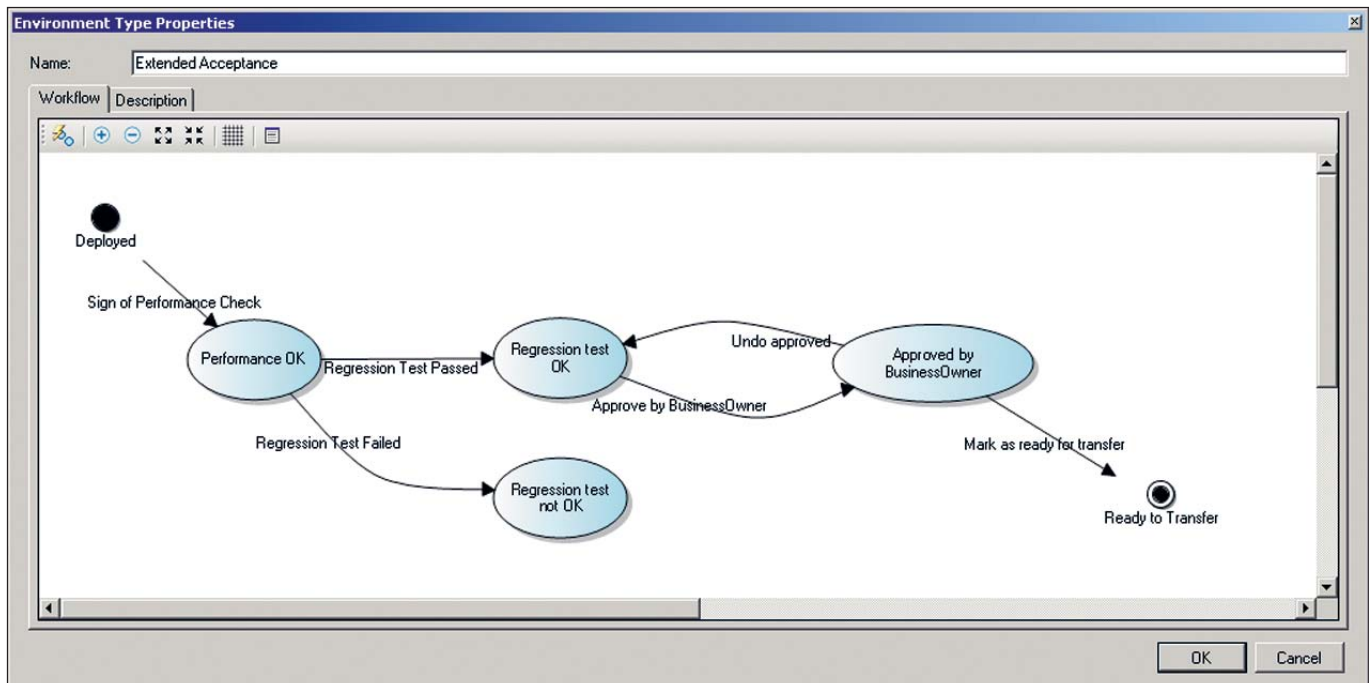 Environment Type Properties
Name:
Extended Acceptance
Workflow
Description
Deployed
Sign of Performance Check
Performance OK
Regression Test Passed
Regression test
OK
Undo approved
Approved by
BusinessOwner
Approve by BusinessOwner
Regression Test Failed
Mark as ready for transfer
Regression test
not OK
Ready to Transfer
OK
Cancel